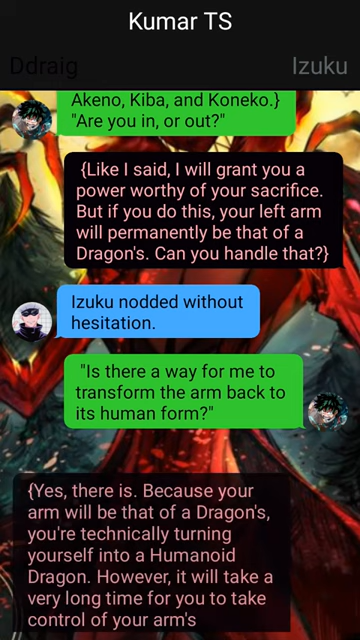 Kumar TS
Ddraig
Izuku
Akeno, Kiba, and Koneko.}
"Are you in, or out?"
{Like I said, I will grant you a
power worthy of your sacrifice.
But if you do this, your left arm
will permanently be that of a
Dragon's. Can you handle that?}
Izuku nodded without
hesitation.
"Is there a way for me to
transform the arm back to
its human form?"
{Yes, there is. Because your
arm will be that of a Dragon's,
you're technically turning
yourself into a Humanoid
Dragon. However, it will take a
very long time for you to take
control of your arm's